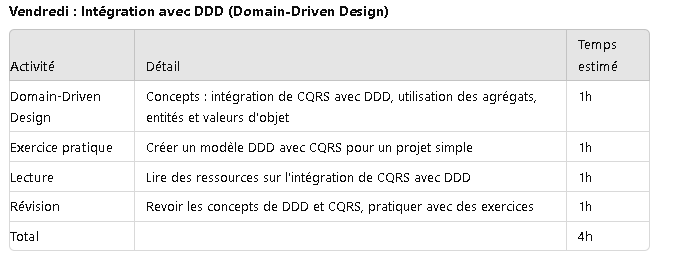 Vendredi : Intégration avec DDD (Domain-Driven Design)
Temps
Activité Détail estimé
Domain-Driven Concepts : intégration de CQRS avec DDD, utilisation des agrégats, 1h
Design entités et valeurs d'objet
Exercice pratique Créer un modèle DDD avec CQRS pour un projet simple 1h
Lecture Lire des ressources sur l'intégration de CQRS avec DDD 1h
Révision Revoir les concepts de DDD et CQRS, pratiquer avec des exercices 1h
Total 4h